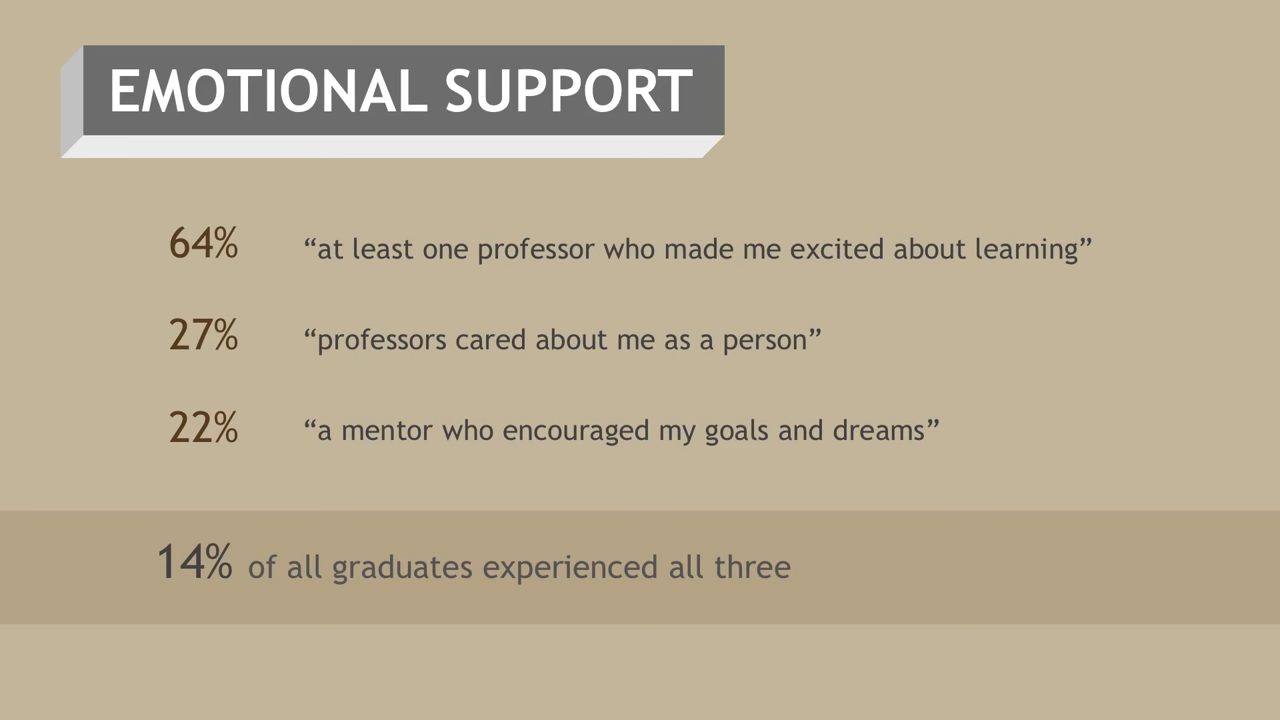 EMOTIONAL SUPPORT
64% “at least one professor who made me excited about learning”
27% “professors cared about me as a person”
22% “a mentor who encouraged my goals and dreams”
14% of all graduates experienced all three